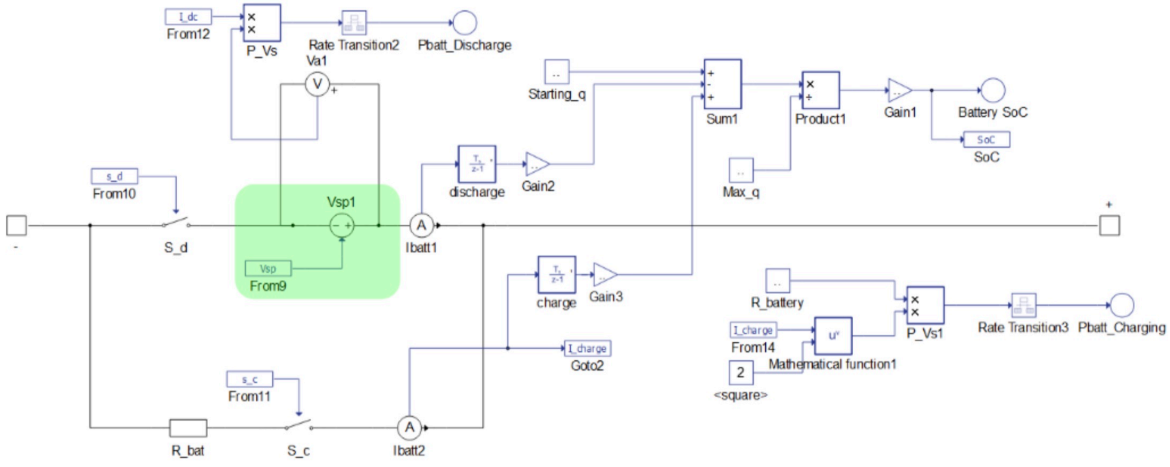 I_dc
From12
P_Vs
Rate Transition2
Pbatt_Discharge
Va1
V
+
Starting_q
+
-
+
Sum1
×
÷
Product1
Gain1
Battery SoC
SoC
SoC
Max_q
s_d
From10
discharge
Gain2
Vsp1
- +
-
S_d
A
Ibatt1
+
Vsp
From9
charge
Gain3
R_battery
I_charge
From14
u^v
Mathematical function1
2
<square>
×
×
P_Vs1
Rate Transition3
Pbatt_Charging
I_charge
Goto2
s_c
From11
R_bat
S_c
A
Ibatt2